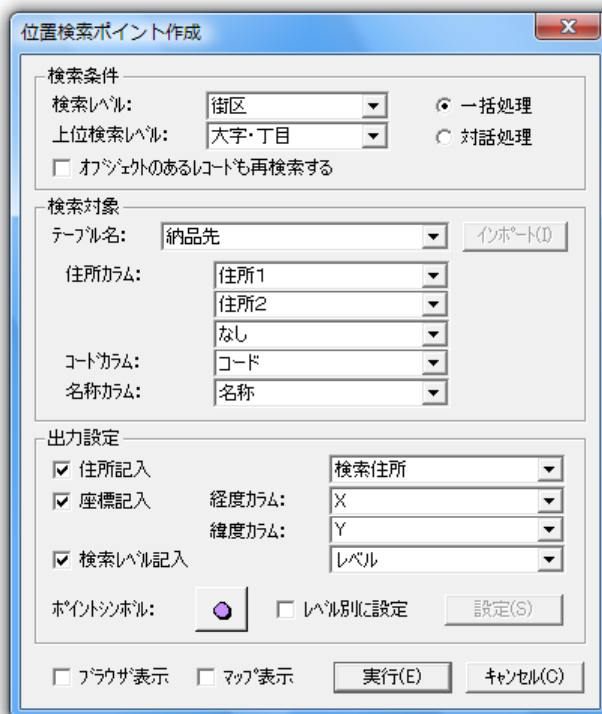 位置検索ポイント作成
検索条件
検索ﾚﾍﾞﾙ: 街区 一括処理
上位検索ﾚﾍﾞﾙ: 大字・丁目 対話処理
ｵﾌﾞｼﾞｪｸﾄのあるﾚｺｰﾄﾞも再検索する
検索対象
ﾃｰﾌﾞﾙ名: 納品先 ｲﾝﾎﾟｰﾄ(I)
住所ｶﾗﾑ: 住所1
住所2
なし
ｺｰﾄﾞｶﾗﾑ: コード
名称ｶﾗﾑ: 名称
出力設定
住所記入 検索住所
座標記入 経度ｶﾗﾑ: X
緯度ｶﾗﾑ: Y
検索ﾚﾍﾞﾙ記入 レベル
ﾎﾟｲﾝﾄｼﾝﾎﾞﾙ: ﾚﾍﾞﾙ別に設定 設定(S)
ﾌﾞﾗｳｻﾞ表示 ﾏｯﾌﾟ表示 実行(E) ｷｬﾝｾﾙ(C)